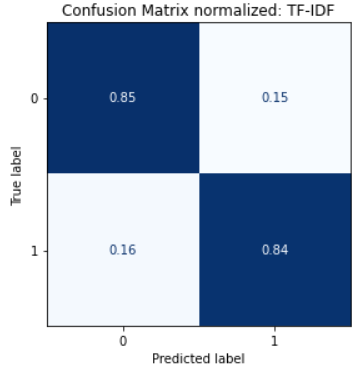 Confusion Matrix normalized: TF-IDF
0
0.85
0.15
True label
1
0.16
0.84
0
1
Predicted label